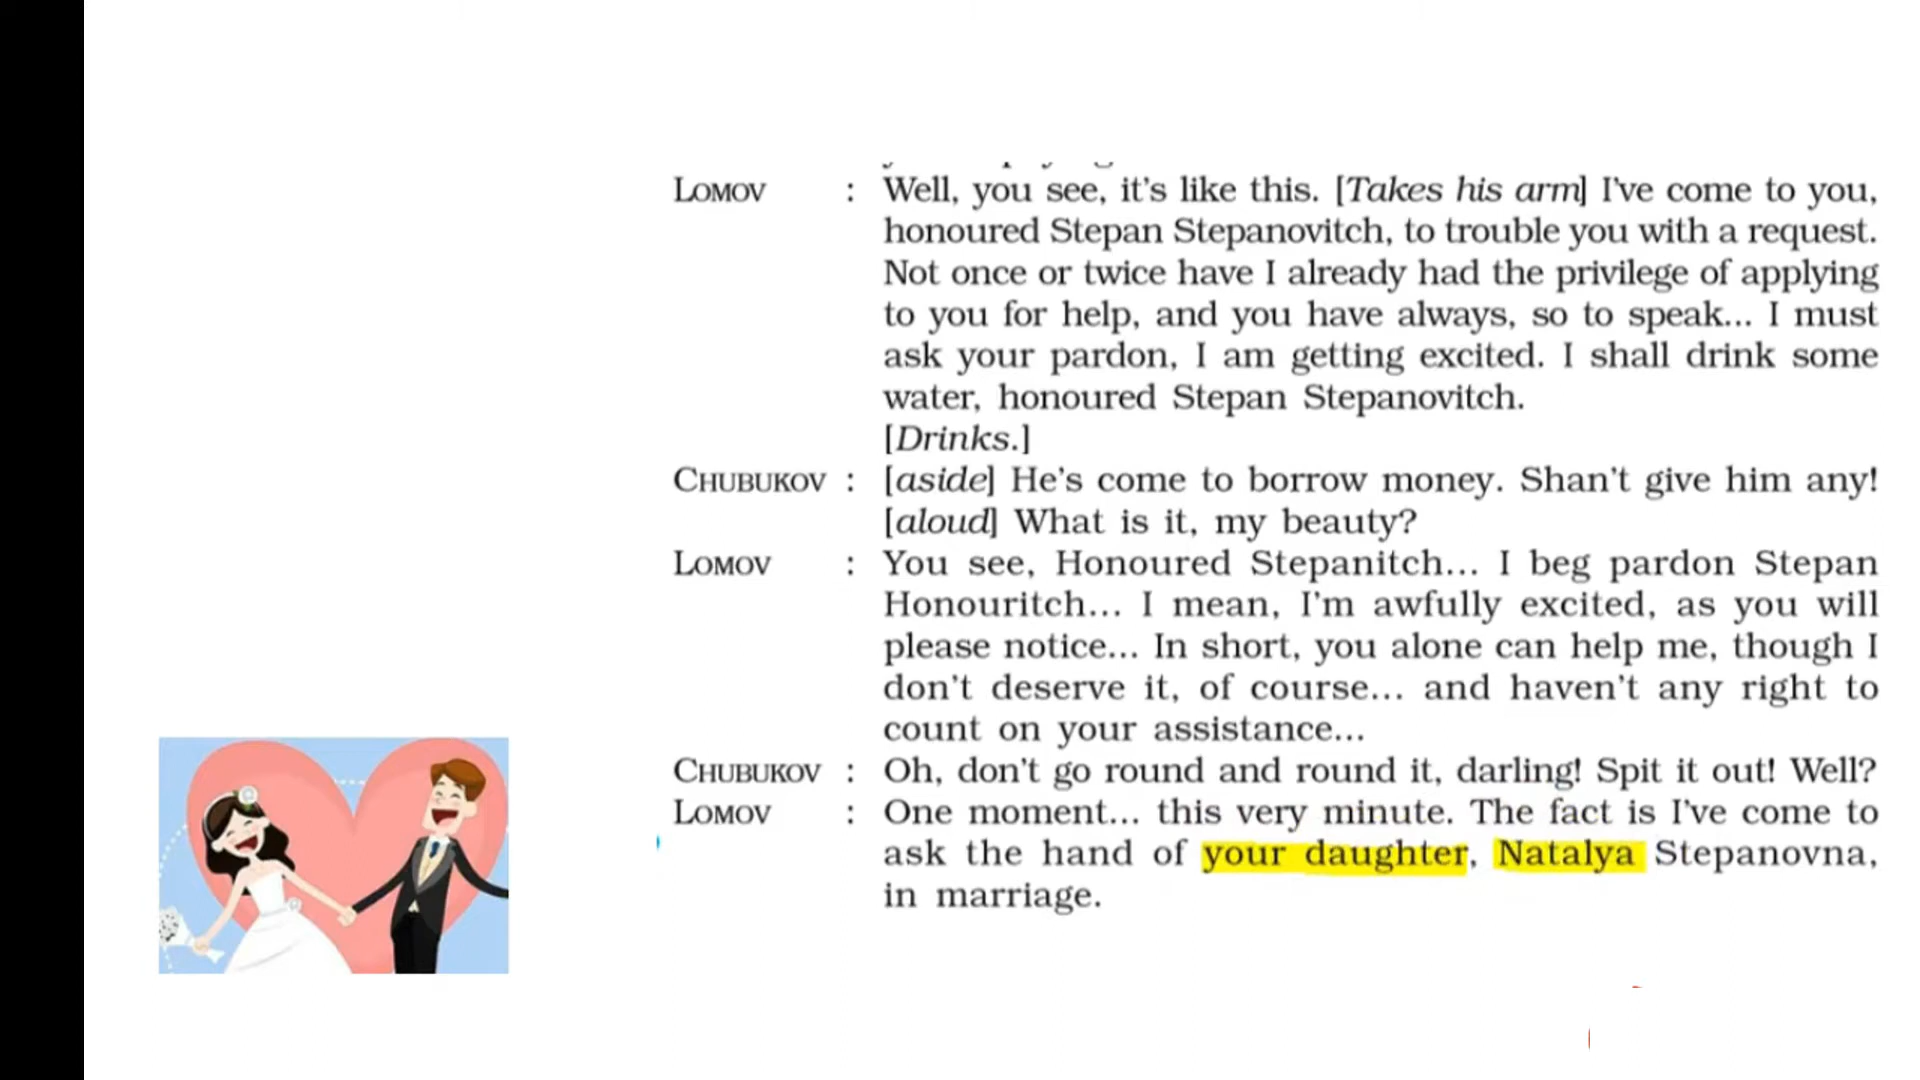 LOMOV : Well, you see, it's like this. [Takes his arm] I've come to you,
honoured Stepan Stepanovitch, to trouble you with a request.
Not once or twice have I already had the privilege of applying
to you for help, and you have always, so to speak... I must
ask your pardon, I am getting excited. I shall drink some
water, honoured Stepan Stepanovitch.
[Drinks.]
CHUBUKOV : [aside] He's come to borrow money. Shan't give him any!
[aloud] What is it, my beauty?
LOMOV : You see, Honoured Stepanitch... I beg pardon Stepan
Honouritch... I mean, I'm awfully excited, as you will
please notice... In short, you alone can help me, though I
don't deserve it, of course... and haven't any right to
count on your assistance...
CHUBUKOV : Oh, don't go round and round it, darling! Spit it out! Well?
LOMOV : One moment... this very minute. The fact is I've come to
ask the hand of your daughter, Natalya Stepanovna,
in marriage.